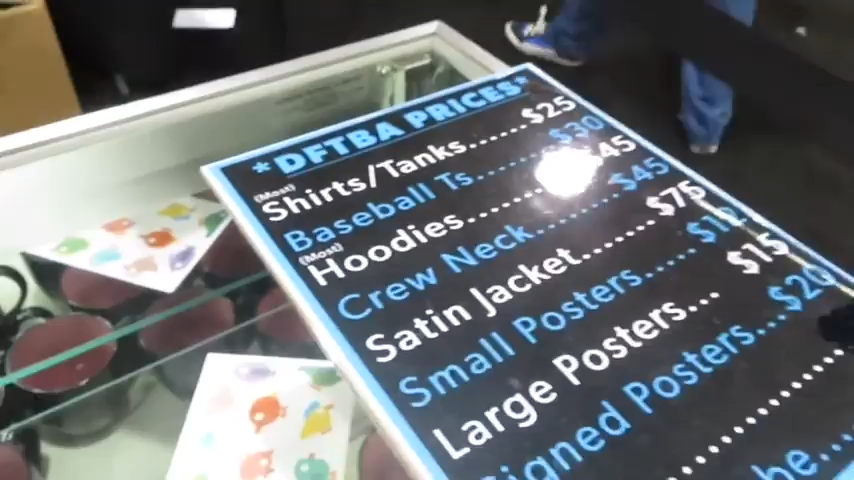 *DFTBA PRICES*
(Most)
Shirts/Tanks......$25
Baseball Ts............$30
(Most)
Hoodies..................$45
Crew Neck............$45
Satin Jacket..........$75
Small Posters......$12
Large Posters...$15
Signed Posters....$20